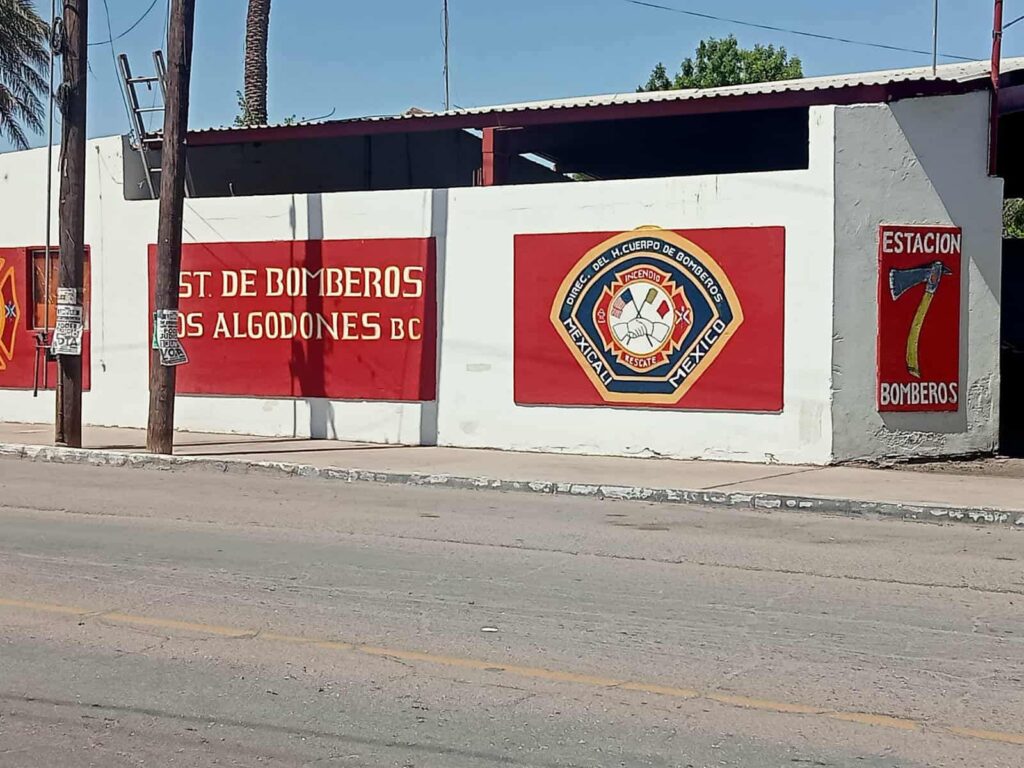 ST. DE BOMBEROS
OS ALGODONES BC
DIREC. DEL H. CUERPO DE BOMBEROS
INCENDIO
RESCATE
MEXICALI MEXICO
ESTACION
7
BOMBEROS